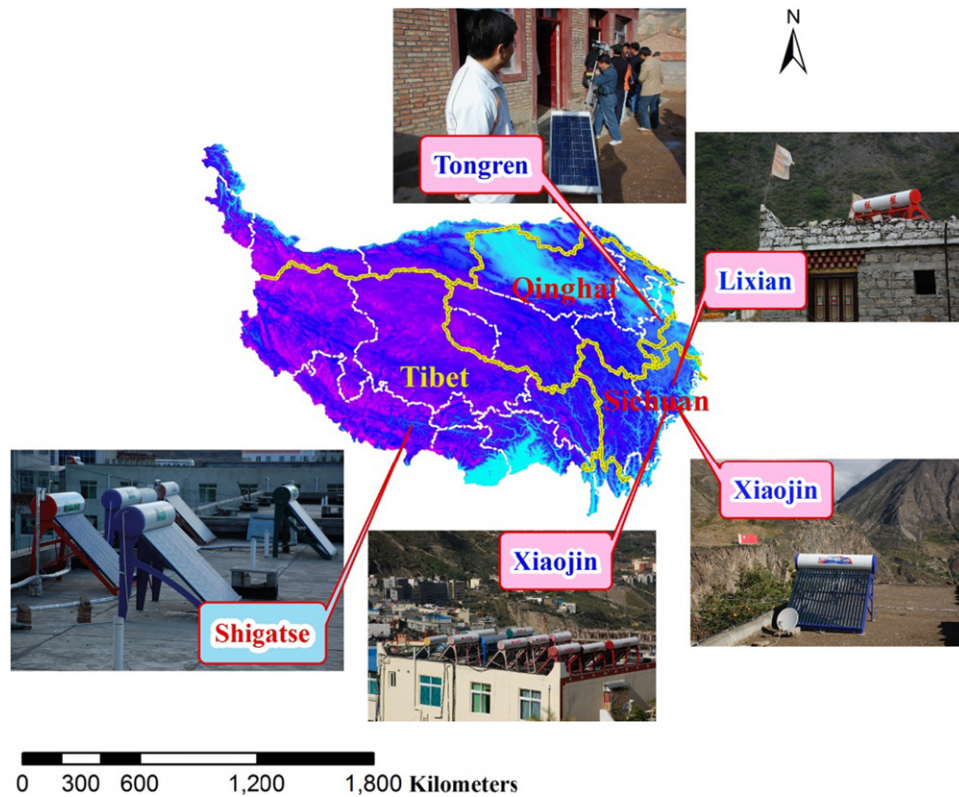 N
Tongren
Lixian
Qinghai
Tibet
Sichuan
Xiaojin
Xiaojin
Shigatse
0 300 600 1,200 1,800 Kilometers